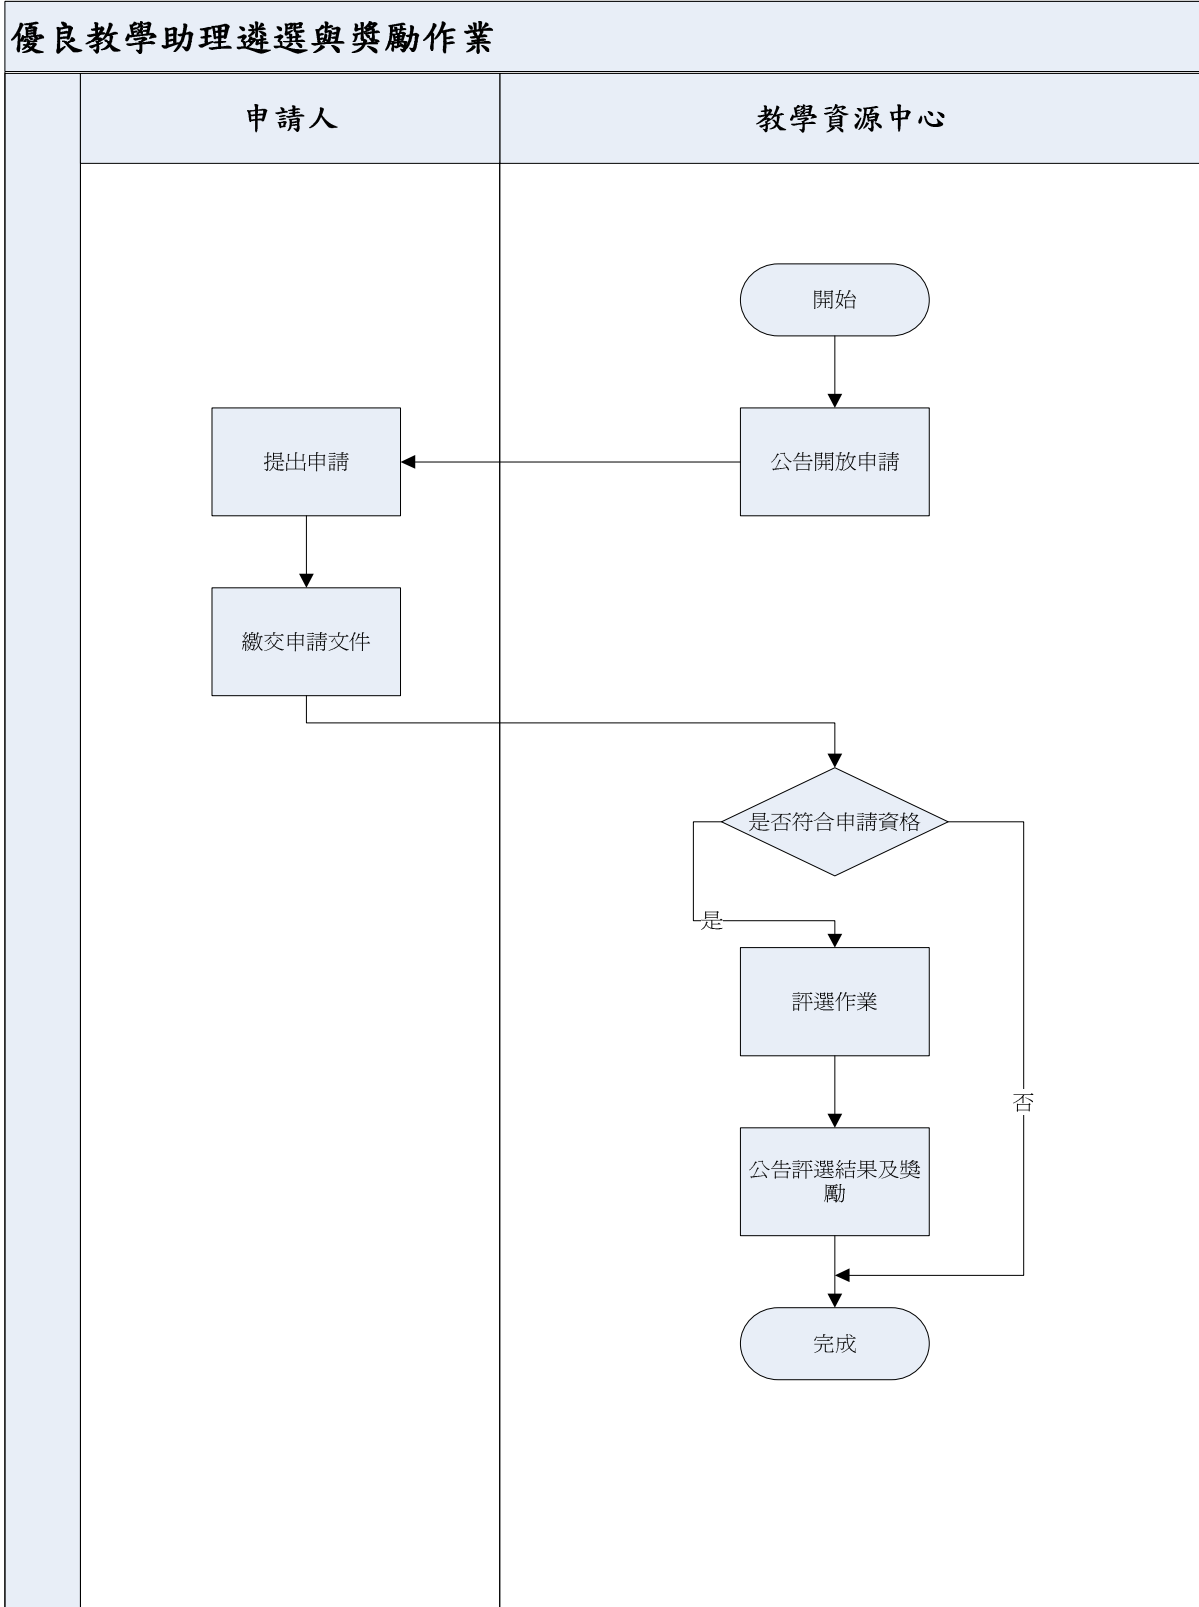 優良教學助理遴選與獎勵作業
申請人
教學資源中心
開始
提出申請
公告開放申請
繳交申請文件
是否符合申請資格
是
評選作業
否
公告評選結果及獎
勵
完成